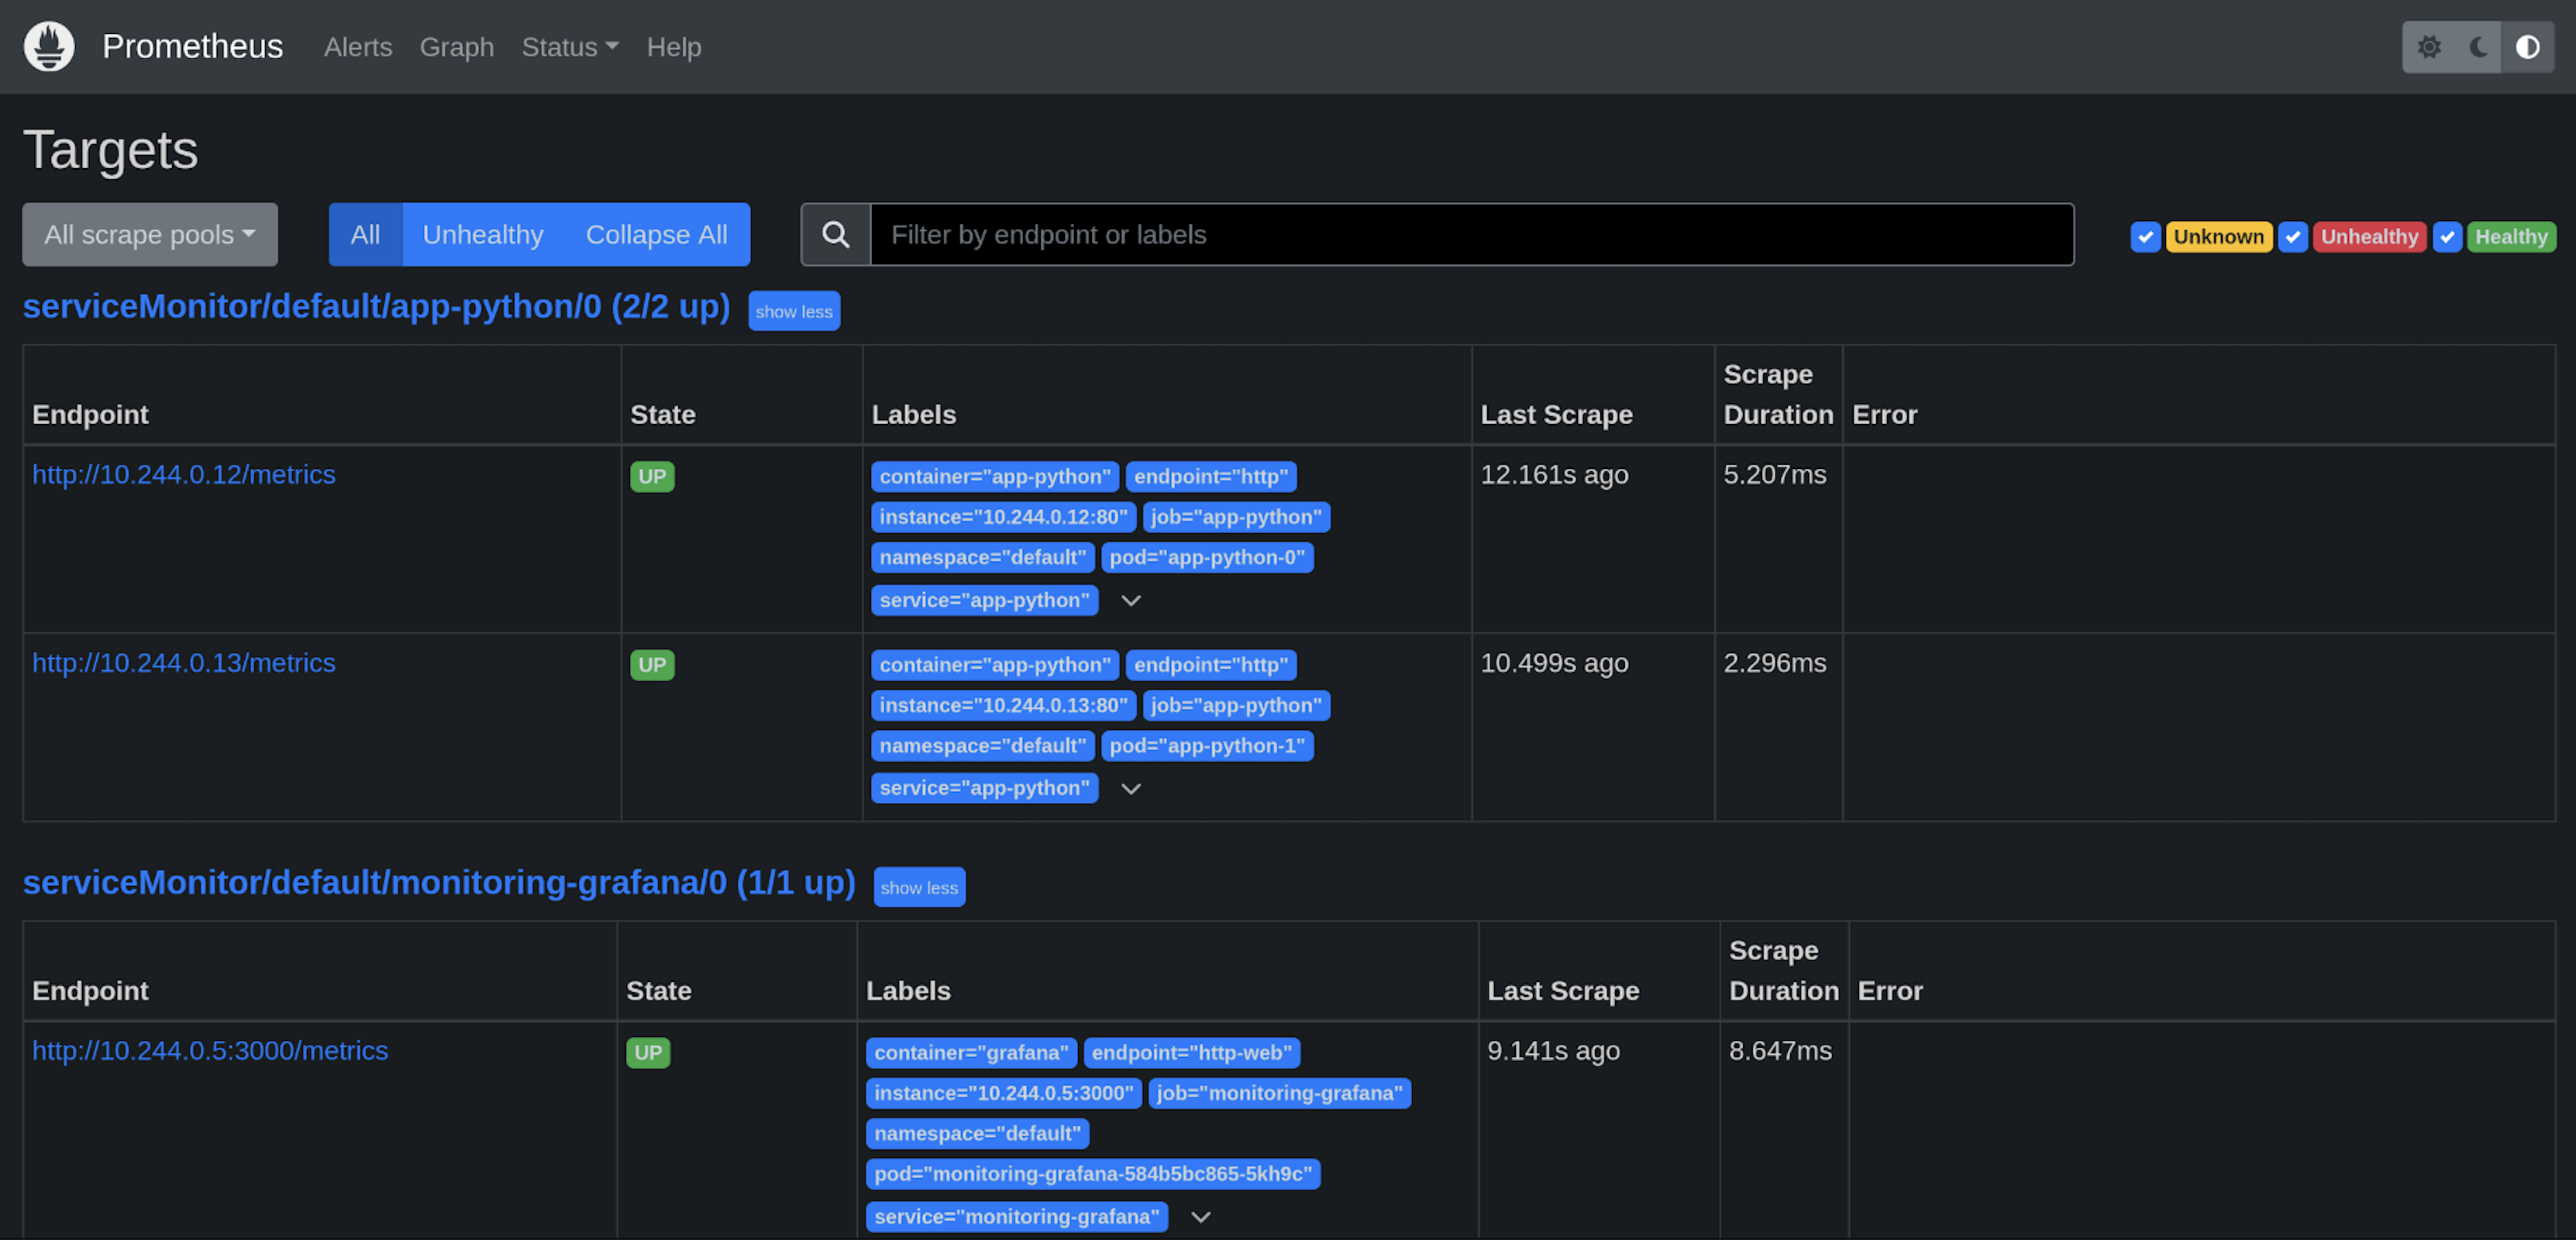 Prometheus Alerts Graph Status Help
Targets
All scrape pools All Unhealthy Collapse All Filter by endpoint or labels Unknown Unhealthy Healthy
serviceMonitor/default/app-python/0 (2/2 up) show less
Endpoint State Labels Last Scrape Scrape Duration Error
http://10.244.0.12/metrics UP container="app-python" endpoint="http" 12.161s ago 5.207ms
instance="10.244.0.12:80" job="app-python"
namespace="default" pod="app-python-0"
service="app-python"
http://10.244.0.13/metrics UP container="app-python" endpoint="http" 10.499s ago 2.296ms
instance="10.244.0.13:80" job="app-python"
namespace="default" pod="app-python-1"
service="app-python"
serviceMonitor/default/monitoring-grafana/0 (1/1 up) show less
Endpoint State Labels Last Scrape Scrape Duration Error
http://10.244.0.5:3000/metrics UP container="grafana" endpoint="http-web" 9.141s ago 8.647ms
instance="10.244.0.5:3000" job="monitoring-grafana"
namespace="default"
pod="monitoring-grafana-584b5bc865-5kh9c"
service="monitoring-grafana"